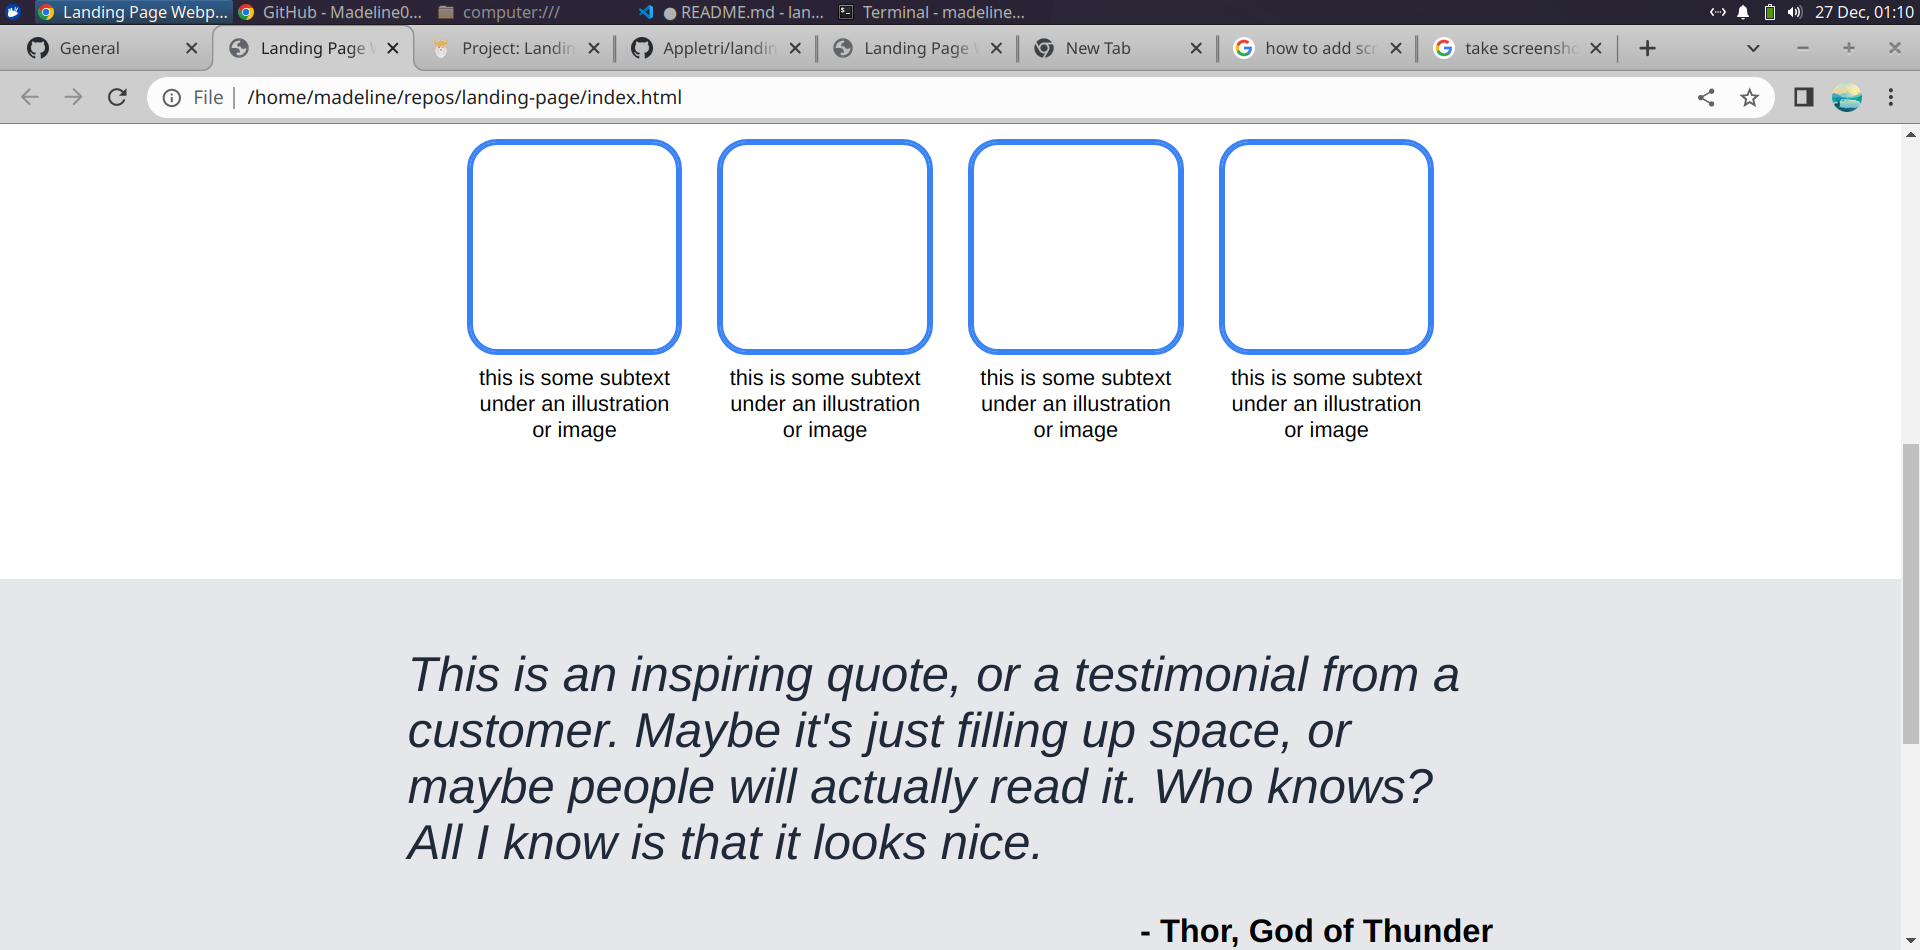 Landing Page Webp... GitHub - Madeline0... computer:/// README.md - lan... Terminal - madeline... 27 Dec, 01:10
General Landing Page Project: Landin Appletri/landin Landing Page New Tab how to add scr take screensho
File /home/madeline/repos/landing-page/index.html
this is some subtext this is some subtext this is some subtext this is some subtext
under an illustration under an illustration under an illustration under an illustration
or image or image or image or image
This is an inspiring quote, or a testimonial from a
customer. Maybe it's just filling up space, or
maybe people will actually read it. Who knows?
All I know is that it looks nice.
- Thor, God of Thunder